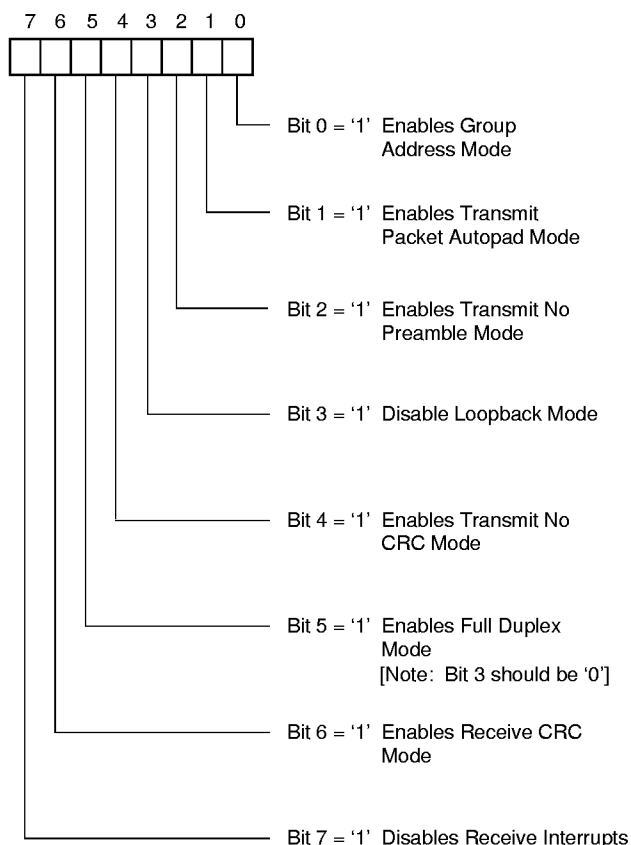 7 6 5 4 3 2 1 0
Bit 0 = ‘1’ Enables Group
Address Mode
Bit 1 = ‘1’ Enables Transmit
Packet Autopad Mode
Bit 2 = ‘1’ Enables Transmit No
Preamble Mode
Bit 3 = ‘1’ Disable Loopback Mode
Bit 4 = ‘1’ Enables Transmit No
CRC Mode
Bit 5 = ‘1’ Enables Full Duplex
Mode
[Note: Bit 3 should be ‘0’]
Bit 6 = ‘1’ Enables Receive CRC
Mode
Bit 7 = ‘1’ Disables Receive Interrupts